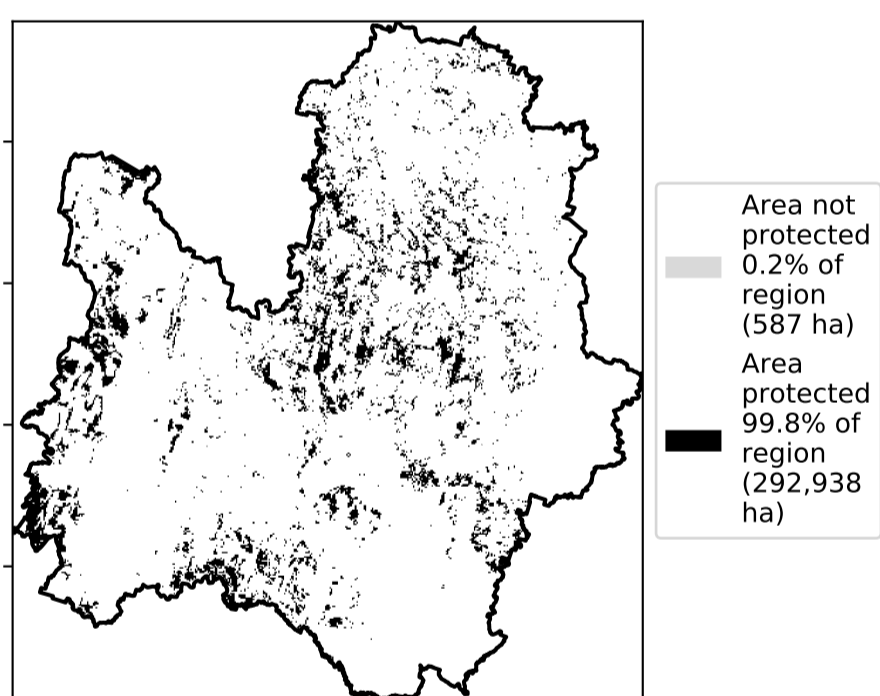 Area not
protected
0.2% of
region
(587 ha)
Area
protected
99.8% of
region
(292,938
ha)